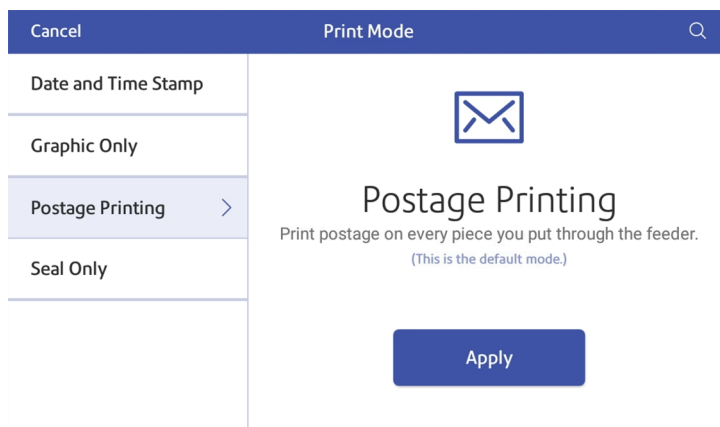 Cancel
Print Mode
Date and Time Stamp
Graphic Only
Postage Printing
Seal Only
Postage Printing
Print postage on every piece you put through the feeder.
(This is the default mode.)
Apply